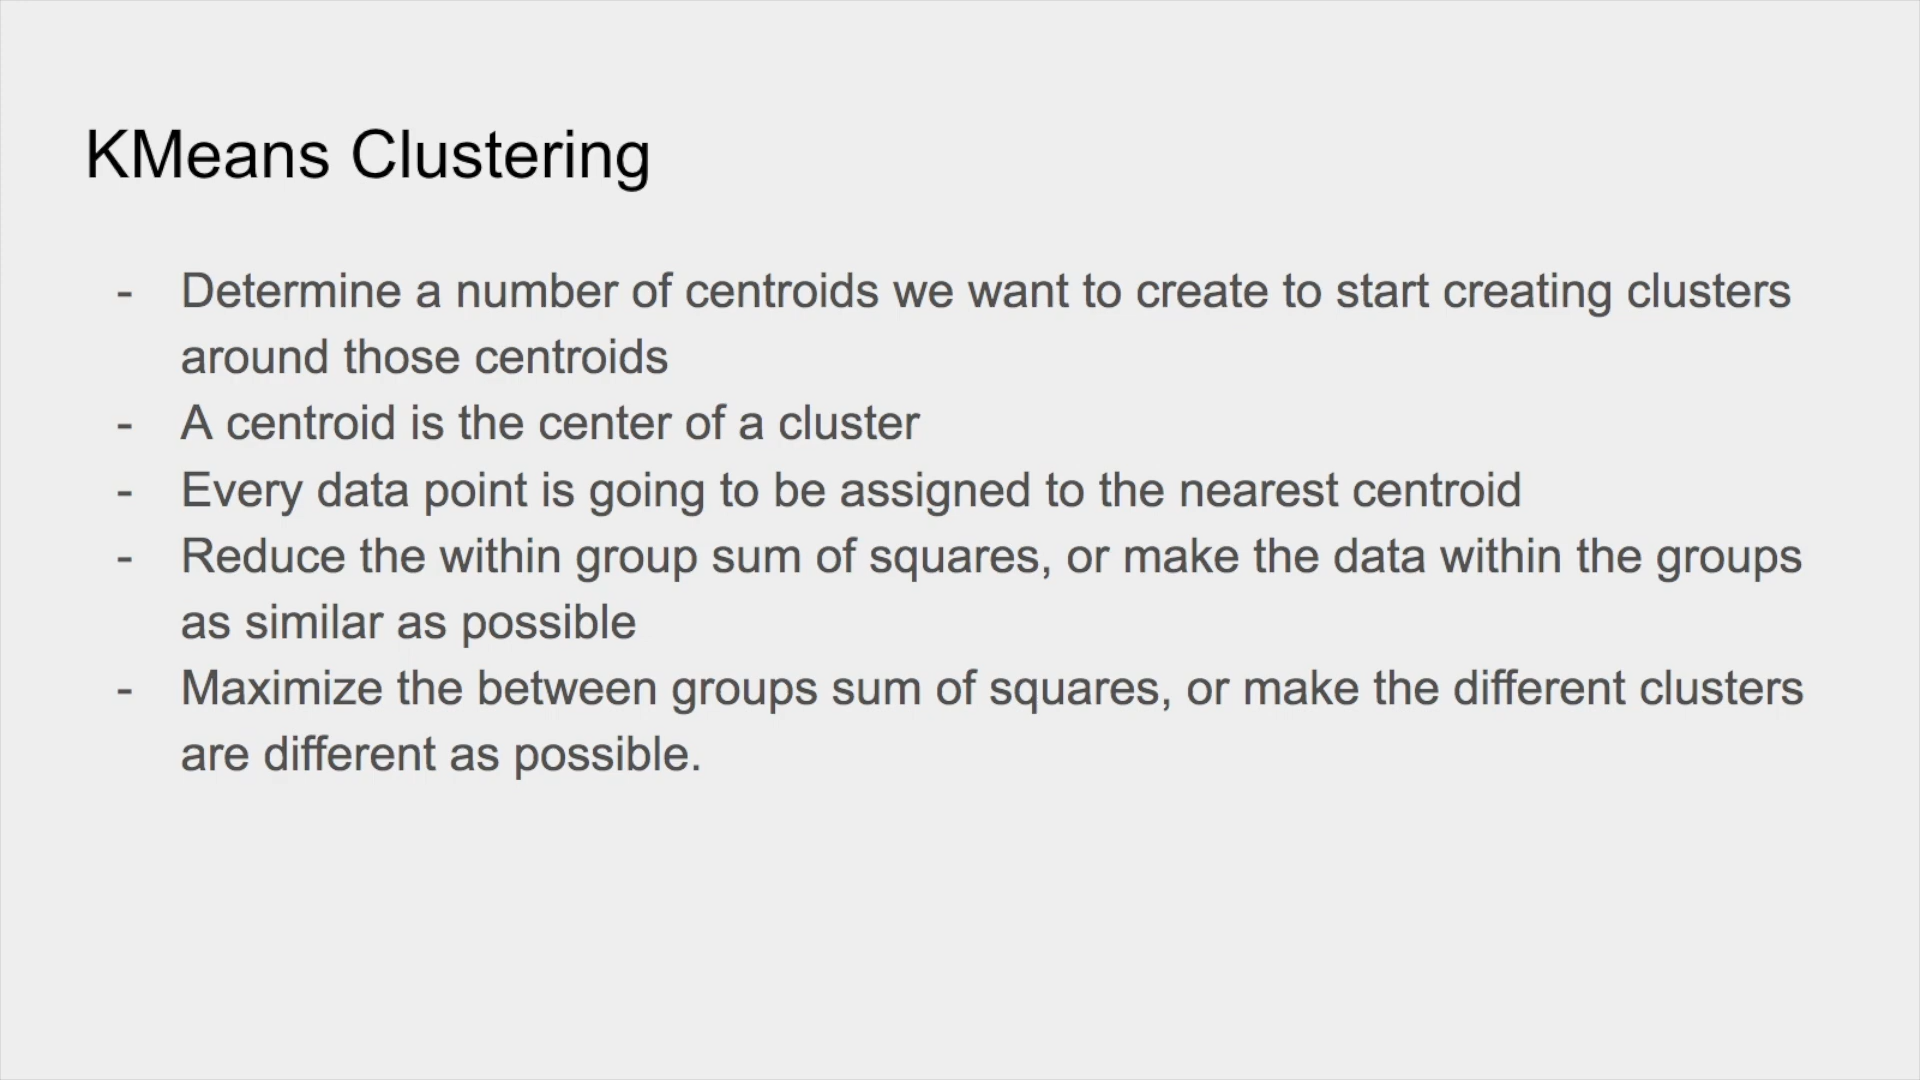 KMeans Clustering
- Determine a number of centroids we want to create to start creating clusters
around those centroids
- A centroid is the center of a cluster
- Every data point is going to be assigned to the nearest centroid
- Reduce the within group sum of squares, or make the data within the groups
as similar as possible
- Maximize the between groups sum of squares, or make the different clusters
are different as possible.